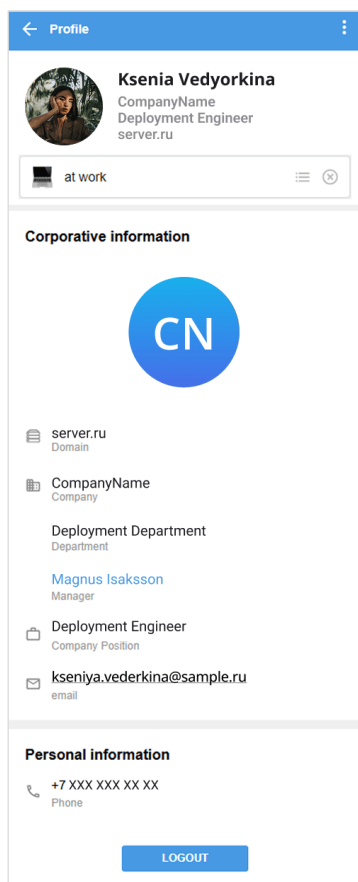 Profile
Ksenia Vedyorkina
CompanyName
Deployment Engineer
server.ru
at work
Corporative information
CN
server.ru
Domain
CompanyName
Company
Deployment Department
Department
Magnus Isaksson
Manager
Deployment Engineer
Company Position
kseniya.vederkina@sample.ru
email
Personal information
+7 XXX XXX XX XX
Phone
LOGOUT